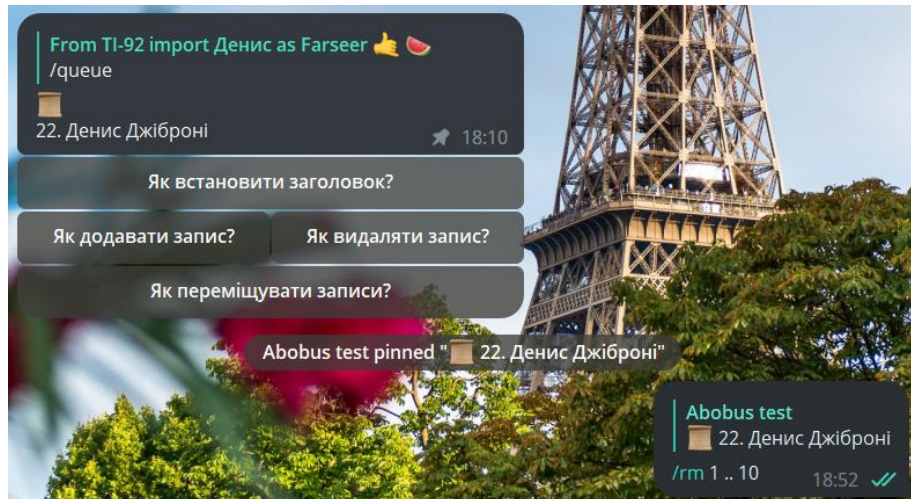 From TI-92 import Денис as Farseer 🤙 🍉
/queue
📜
22. Денис Джіброні
18:10
Як встановити заголовок?
Як додавати запис?
Як видаляти запис?
Як переміщувати записи?
Abobus test pinned "📜 22. Денис Джіброні"
Abobus test
📜 22. Денис Джіброні
/rm 1 .. 10
18:52